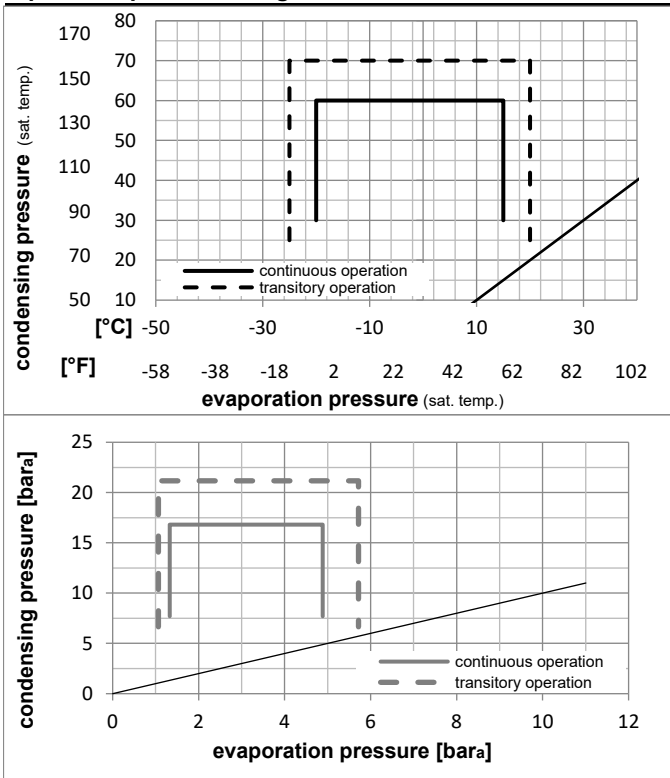 condensing pressure (sat. temp.)
170 80
70
150 60
130 50
110 40
90 30
70 20
50 10
continuous operation
transitory operation
[°C] -50 -30 -10 10 30
[°F] -58 -38 -18 2 22 42 62 82 102
evaporation pressure (sat. temp.)
condensing pressure [bara]
25
20
15
10
5
0
continuous operation
transitory operation
0 2 4 6 8 10 12
evaporation pressure [bara]